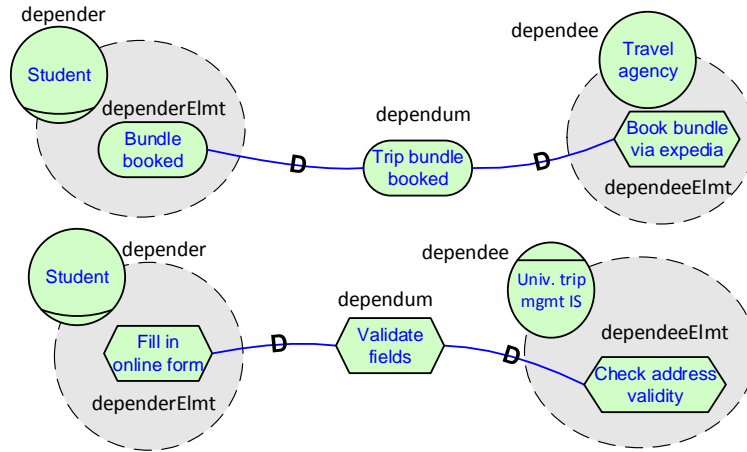 depender
Student
dependerElmt
Bundle
booked
D
dependum
Trip bundle
booked
D
dependee
Travel
agency
Book bundle
via expedia
dependeeElmt
depender
Student
Fill in
online form
dependerElmt
D
dependum
Validate
fields
D
dependee
Univ. trip
mgmt IS
dependeeElmt
Check address
validity